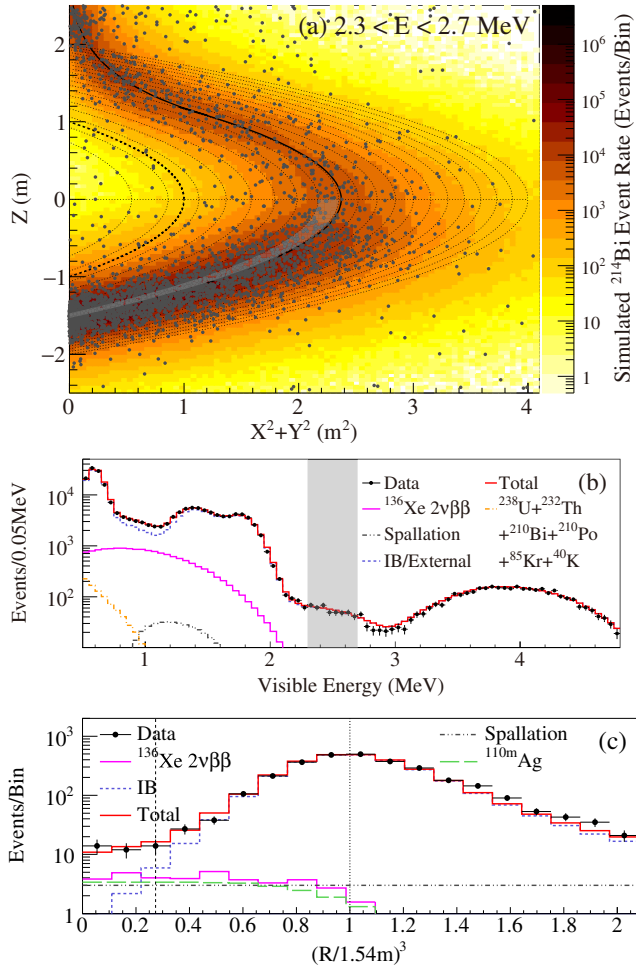 (a) 2.3 < E < 2.7 MeV
2
1
0
−1
−2
Z (m)
0 1 2 3 4
X²+Y² (m²)
10⁶
10⁵
10⁴
10³
10²
10
1
Simulated ²¹⁴Bi Event Rate (Events/Bin)
(b)
Data
Total
¹³⁶Xe 2νββ
²³⁸U+²³²Th
Spallation
+²¹⁰Bi+²¹⁰Po
IB/External
+⁸⁵Kr+⁴⁰K
10⁴
10³
10²
Events/0.05MeV
1 2 3 4
Visible Energy (MeV)
(c)
Data
Spallation
¹³⁶Xe 2νββ
¹¹⁰ᵐAg
IB
Total
10³
10²
10
1
Events/Bin
0 0.2 0.4 0.6 0.8 1 1.2 1.4 1.6 1.8 2
(R/1.54m)³